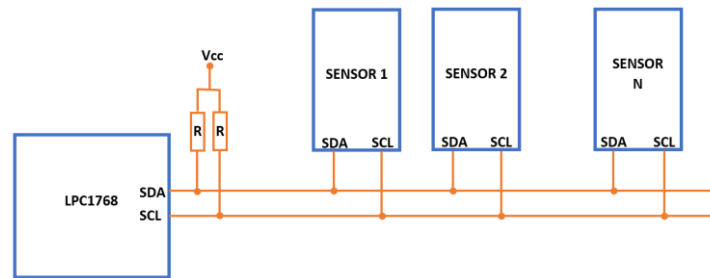 Vcc
R R
LPC1768
SDA
SCL
SENSOR 1
SDA SCL
SENSOR 2
SDA SCL
SENSOR
N
SDA SCL